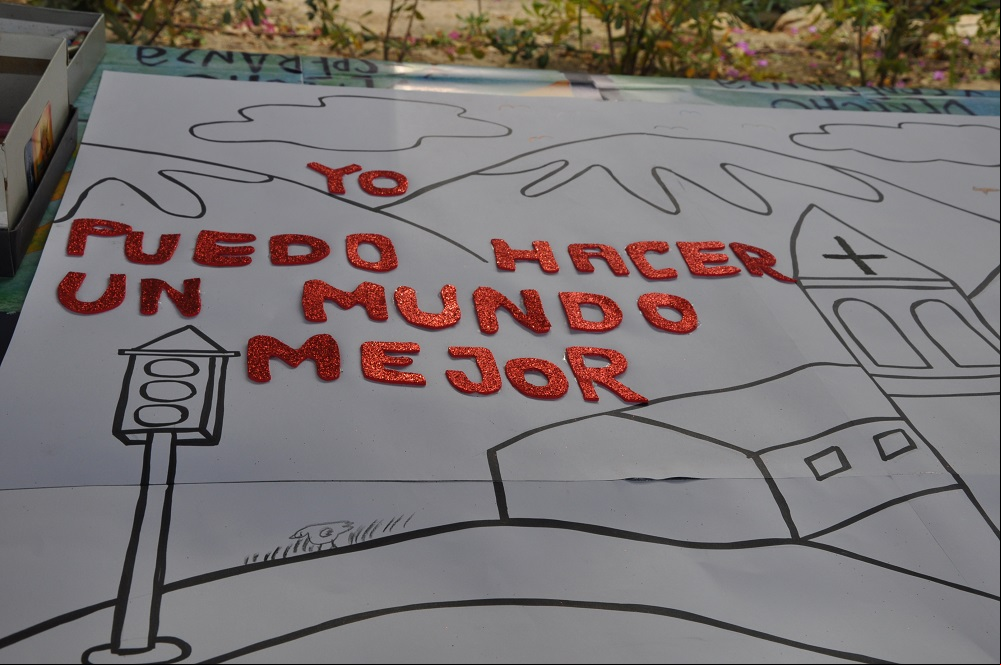 YO
PUEDO HACER
UN MUNDO
MEJOR